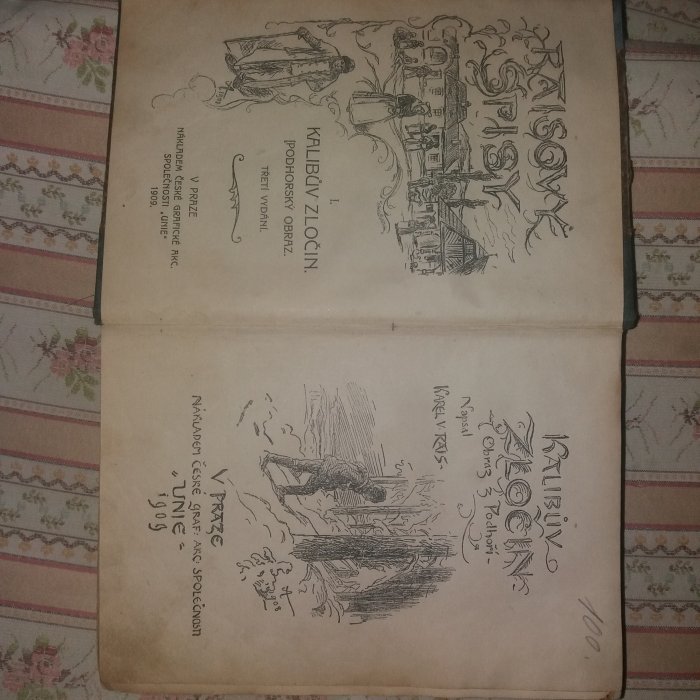 RAISOVÉ
SPISY
I.
KALIBŮV ZLOČIN.
(PODHORSKÝ OBRAZ.
TŘETÍ VYDÁNÍ.
V PRAZE
NÁKLADEM ČESKÉ GRAFICKÉ AKC.
SPOLEČNOSTI „UNIE“
1909.
KALIBŮV
ZLOČIN
Obraz z Podhoří
Napsal
KAREL V. RAIS
V PRAZE
NÁKLADEM ČESKÉ GRAF. AKC. SPOLEČNOSTI
„UNIE“
1909
100.